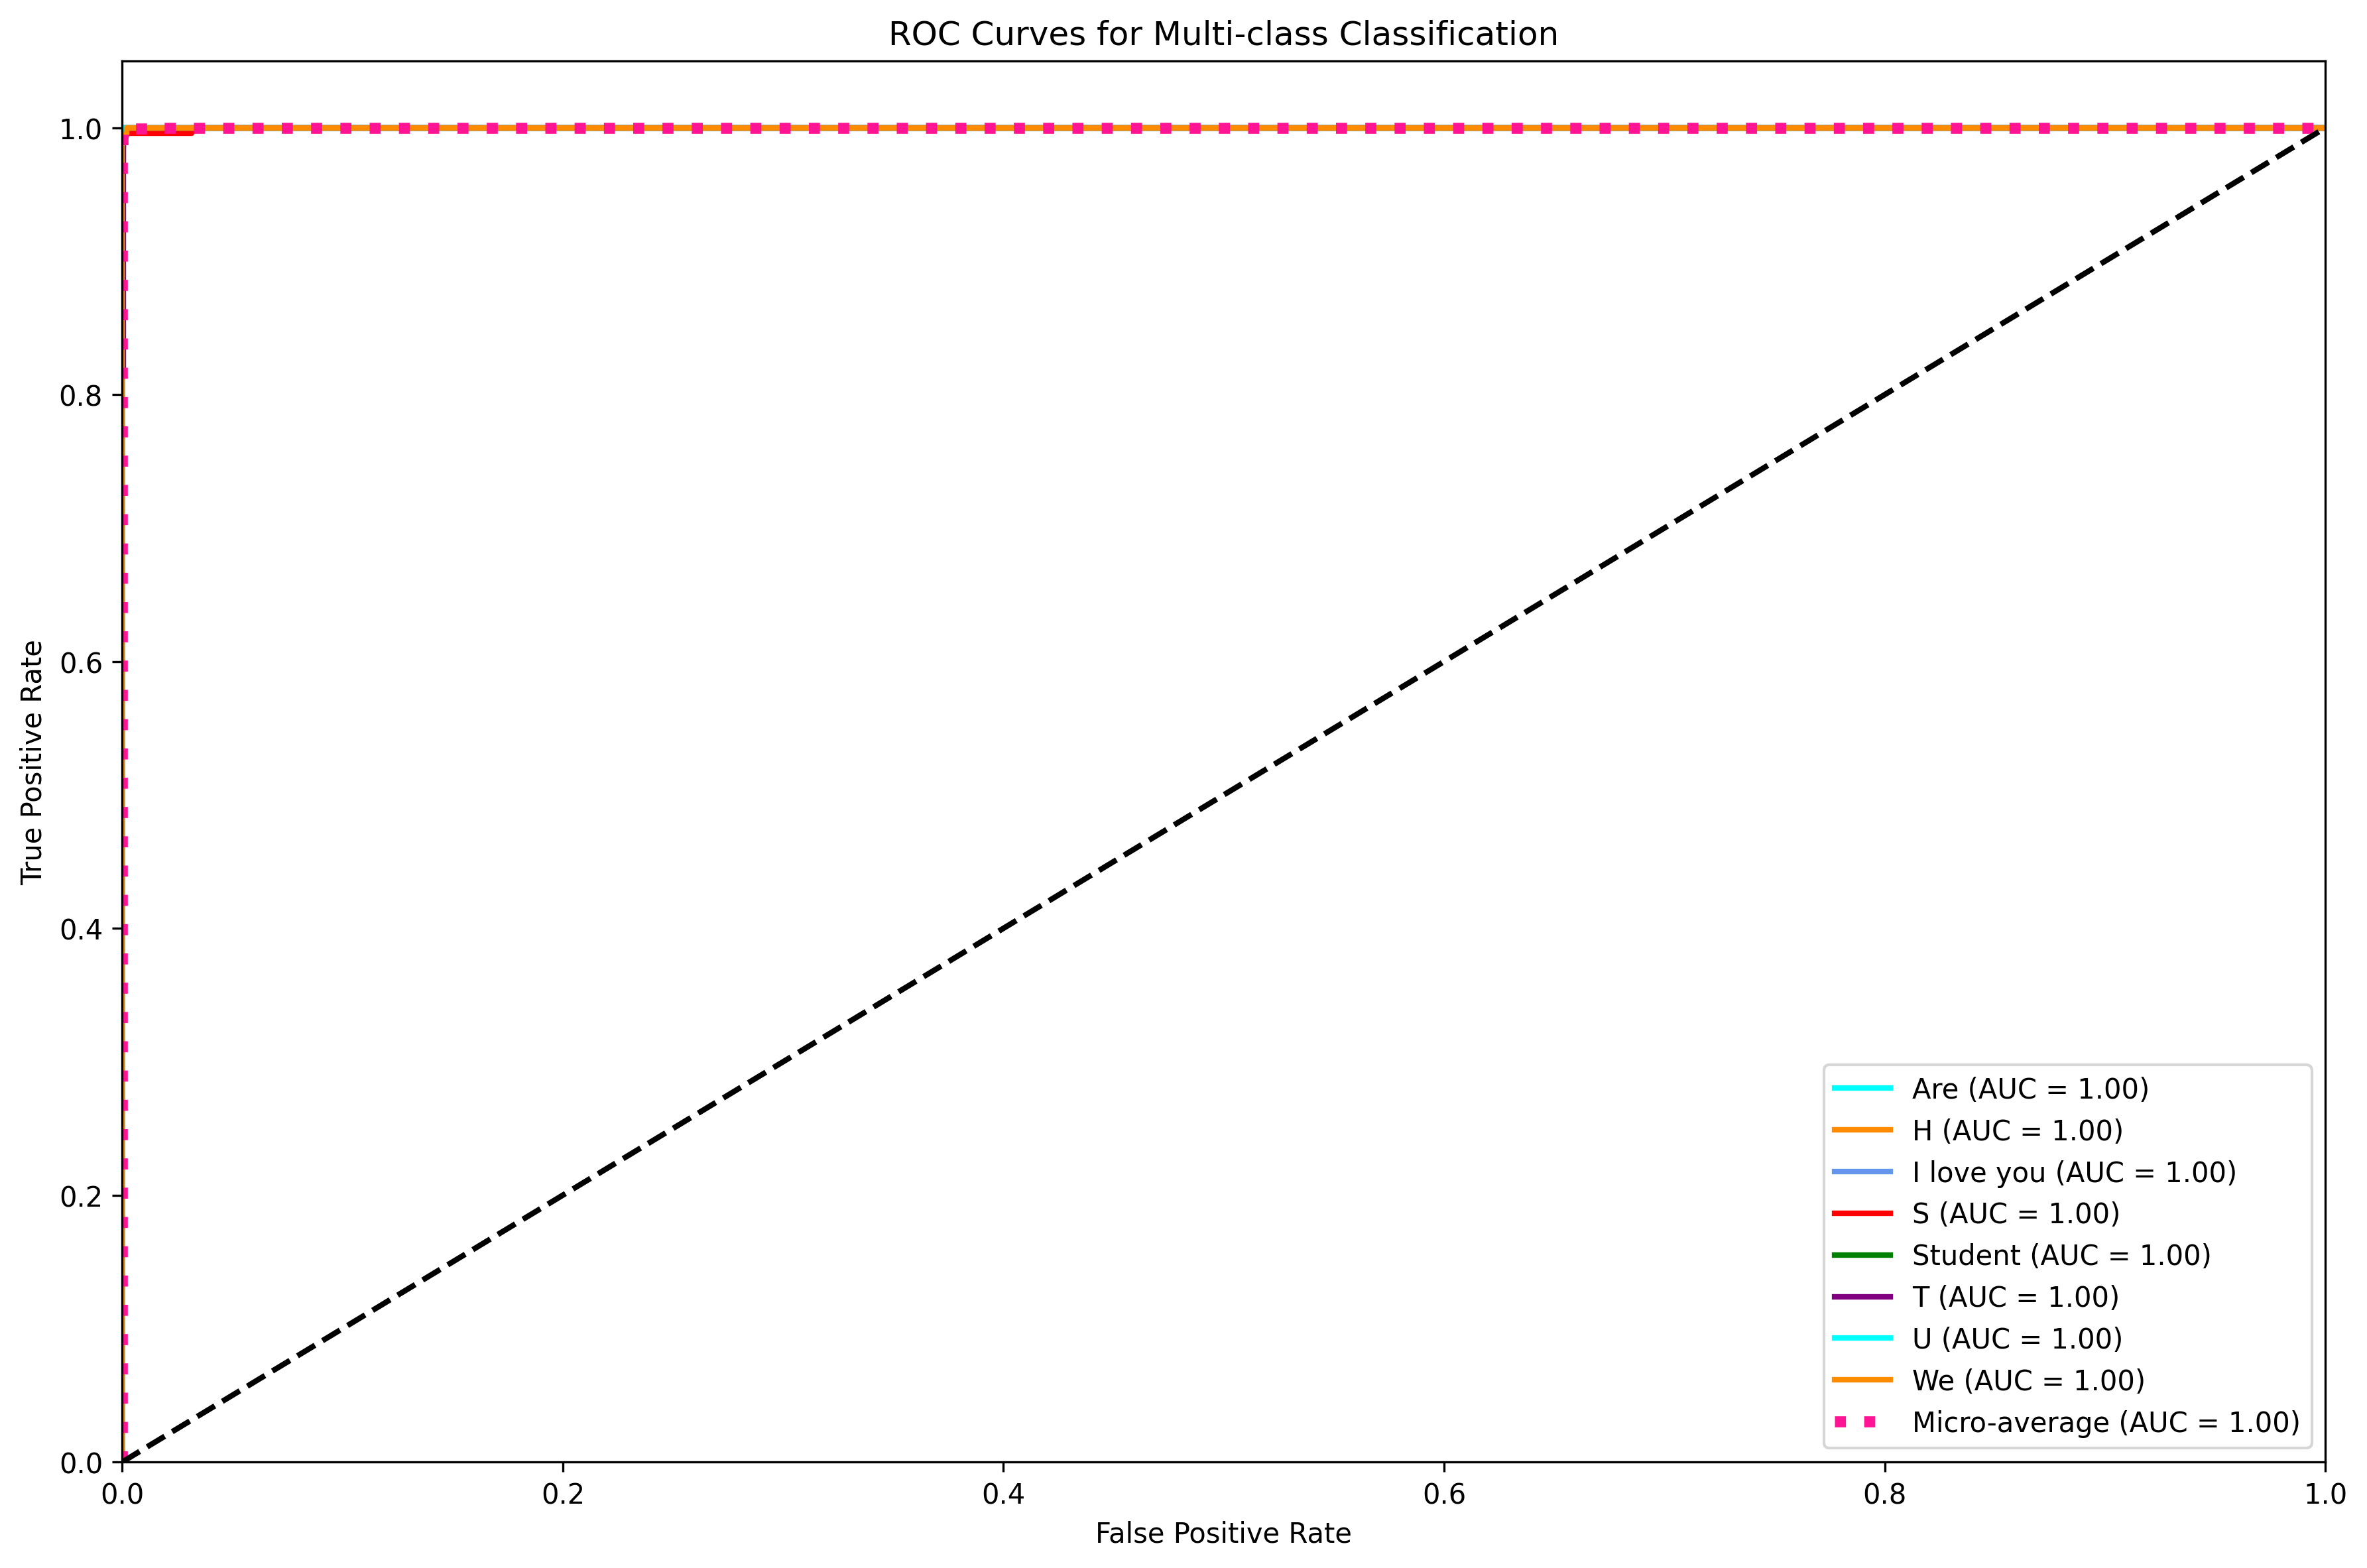 ROC Curves for Multi-class Classification
True Positive Rate
1.0
0.8
0.6
0.4
0.2
0.0
Are (AUC = 1.00)
H (AUC = 1.00)
I love you (AUC = 1.00)
S (AUC = 1.00)
Student (AUC = 1.00)
T (AUC = 1.00)
U (AUC = 1.00)
We (AUC = 1.00)
Micro-average (AUC = 1.00)
0.0 0.2 0.4 0.6 0.8 1.0
False Positive Rate